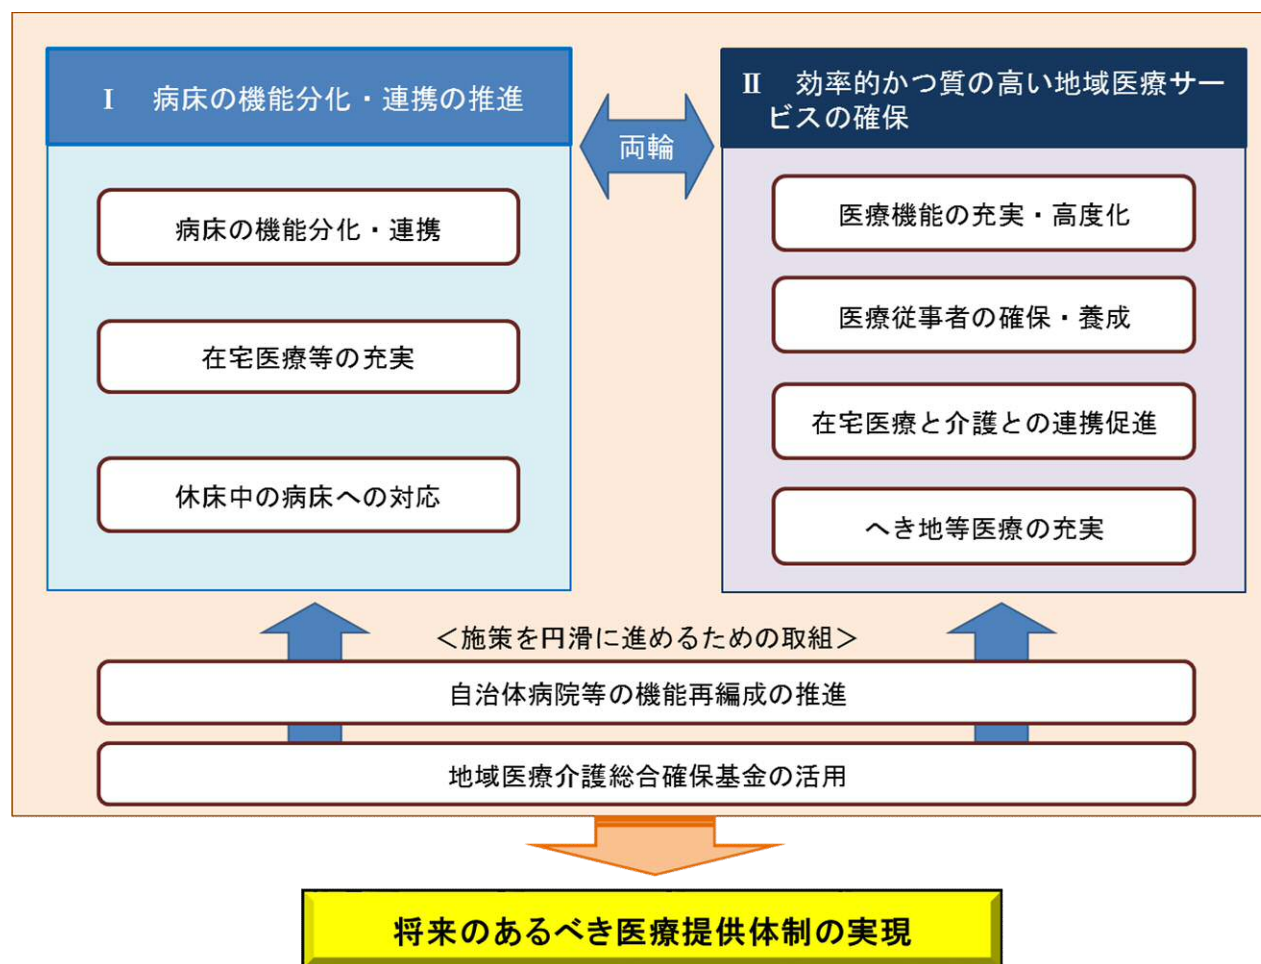 Ⅰ 病床の機能分化・連携の推進
病床の機能分化・連携
在宅医療等の充実
休床中の病床への対応
両輪
Ⅱ 効率的かつ質の高い地域医療サー
ビスの確保
医療機能の充実・高度化
医療従事者の確保・養成
在宅医療と介護との連携促進
へき地等医療の充実
＜施策を円滑に進めるための取組＞
自治体病院等の機能再編成の推進
地域医療介護総合確保基金の活用
将来のあるべき医療提供体制の実現